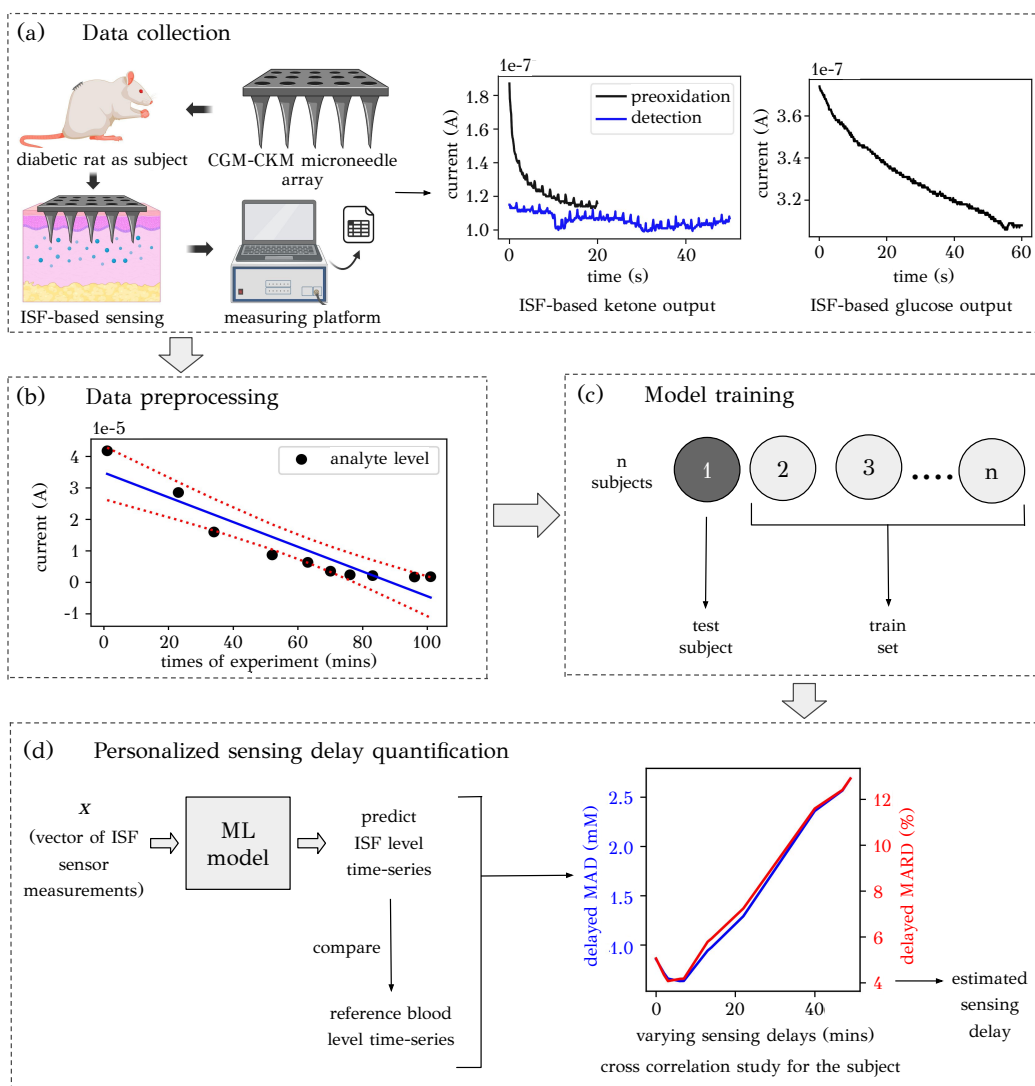 (a) Data collection
diabetic rat as subject
CGM-CKM microneedle
array
ISF-based sensing
measuring platform
1e-7
current (A)
1.8
1.6
1.4
1.2
1.0
preoxidation
detection
0 20 40
time (s)
ISF-based ketone output
1e-7
current (A)
3.6
3.4
3.2
0 20 40 60
time (s)
ISF-based glucose output
(b) Data preprocessing
1e-5
current (A)
4
3
2
1
0
-1
analyte level
0 20 40 60 80 100
times of experiment (mins)
(c) Model training
n
subjects
1 2 3 .... n
test
subject
train
set
(d) Personalized sensing delay quantification
x
(vector of ISF
sensor
measurements)
ML
model
predict
ISF level
time-series
compare
reference blood
level time-series
delayed MAD (mM)
2.5
2.0
1.5
1.0
delayed MARD (%)
12
10
8
6
4
0 20 40
varying sensing delays (mins)
cross correlation study for the subject
estimated
sensing
delay